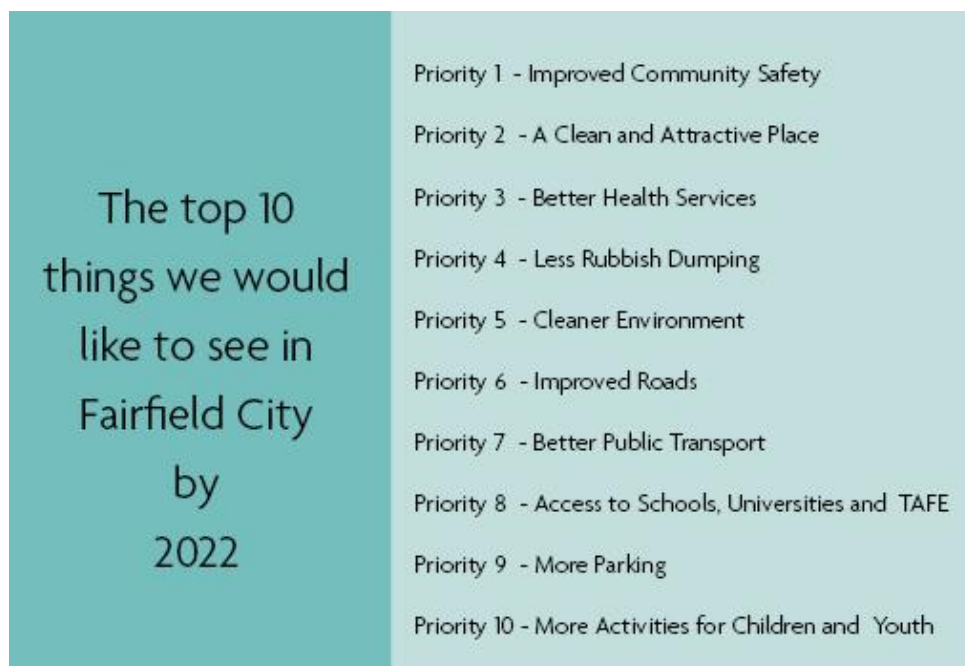 The top 10
things we would
like to see in
Fairfield City
by
2022
Priority 1 - Improved Community Safety
Priority 2 - A Clean and Attractive Place
Priority 3 - Better Health Services
Priority 4 - Less Rubbish Dumping
Priority 5 - Cleaner Environment
Priority 6 - Improved Roads
Priority 7 - Better Public Transport
Priority 8 - Access to Schools, Universities and TAFE
Priority 9 - More Parking
Priority 10 - More Activities for Children and Youth